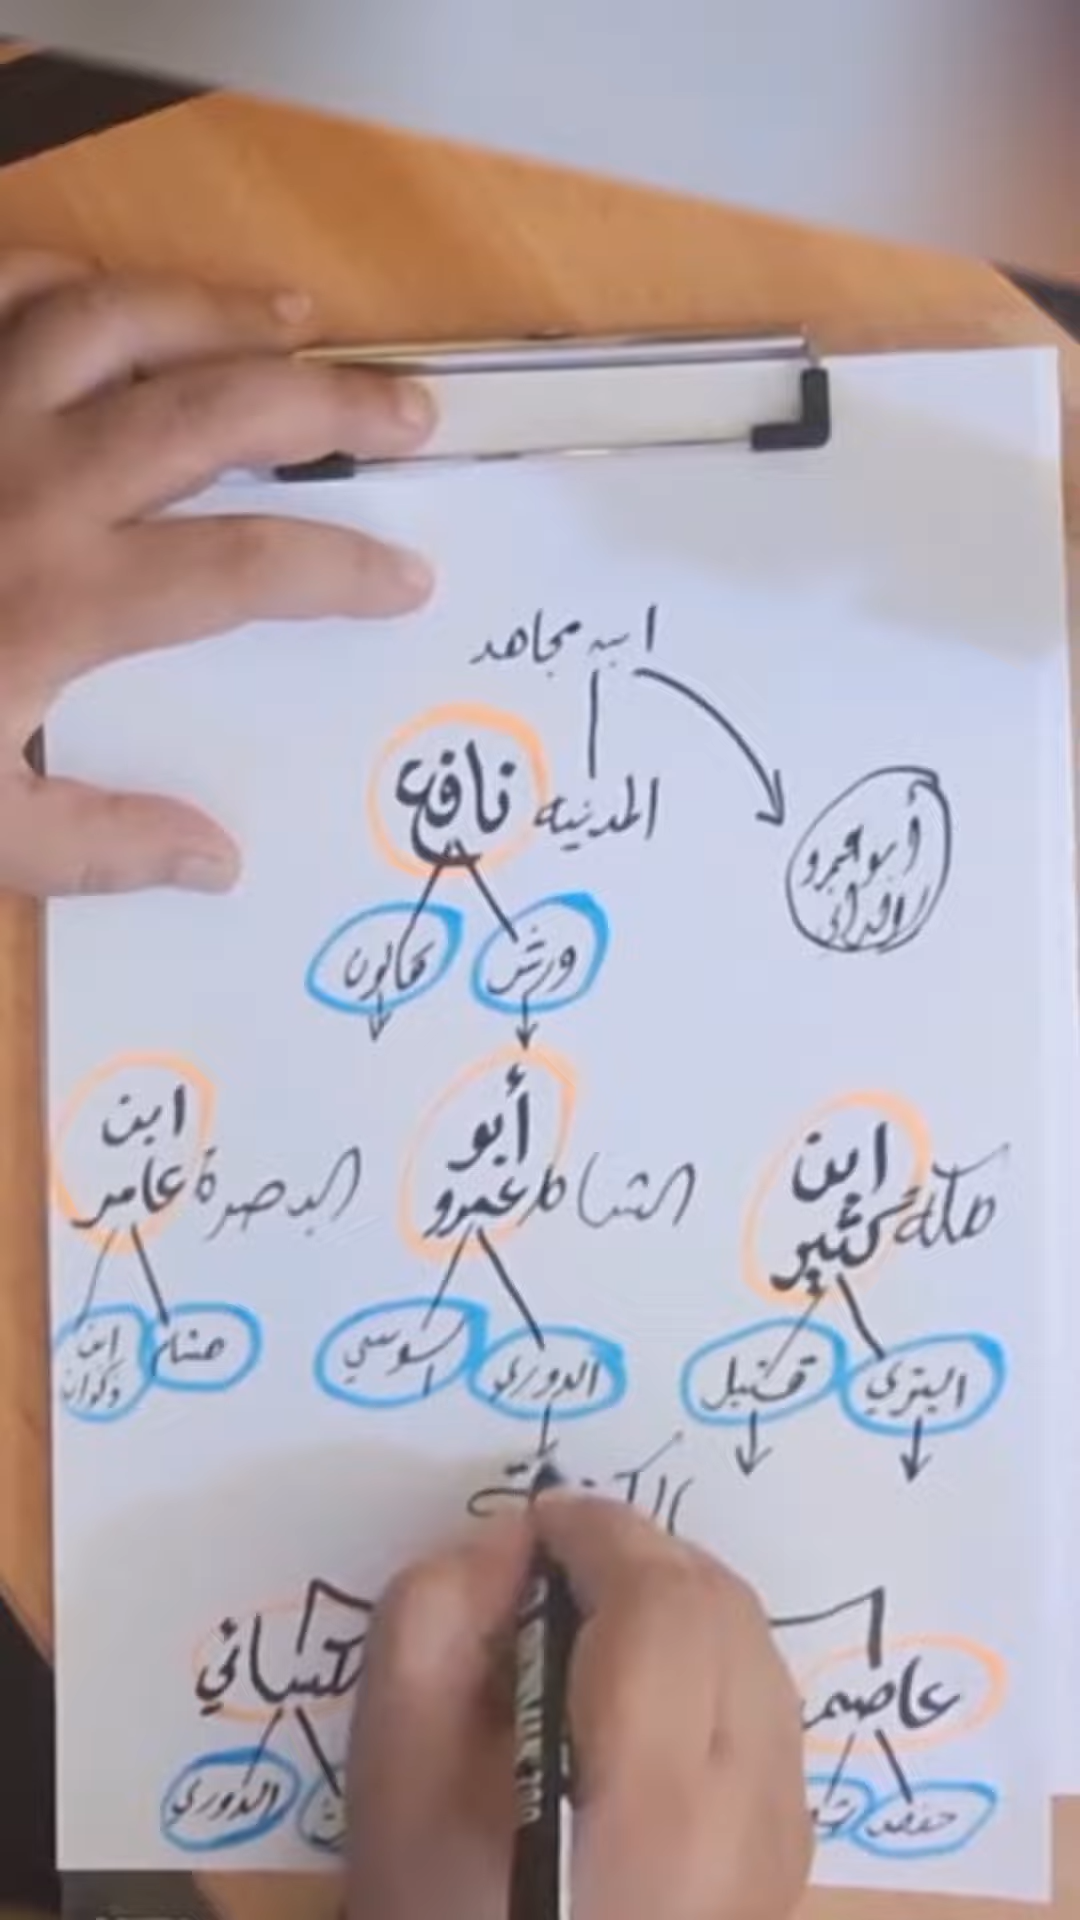 ابن مجاهد
المدينة نافع
أبو عمرو
الداني
ورش قالون
مكة ابن
كثير
الشام أبو
عمرو
البصرة ابن
عامر
البزي قنبل
الدوري السوسي
هشام ابن
ذكوان
عاصم
الكسائي
حفص
الدوري